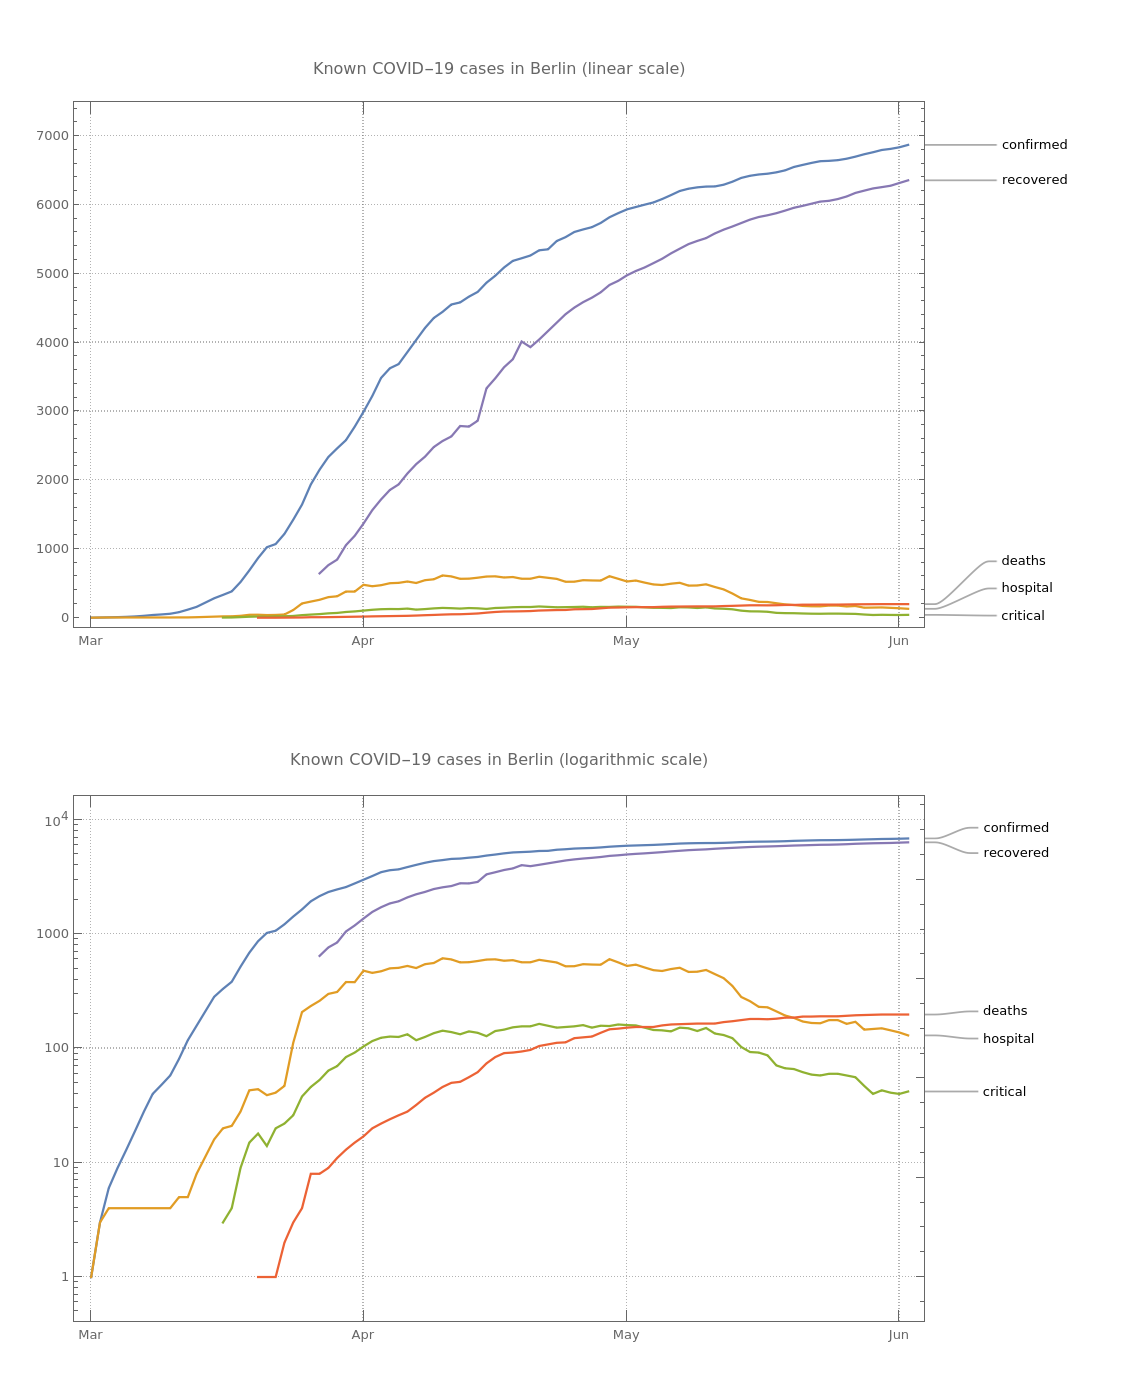 Known COVID‒19 cases in Berlin (linear scale)
7000
confirmed
recovered
6000
5000
4000
3000
2000
1000
deaths
hospital
critical
0
Mar Apr May Jun
Known COVID‒19 cases in Berlin (logarithmic scale)
10⁴
confirmed
recovered
1000
deaths
hospital
100
critical
10
1
Mar Apr May Jun